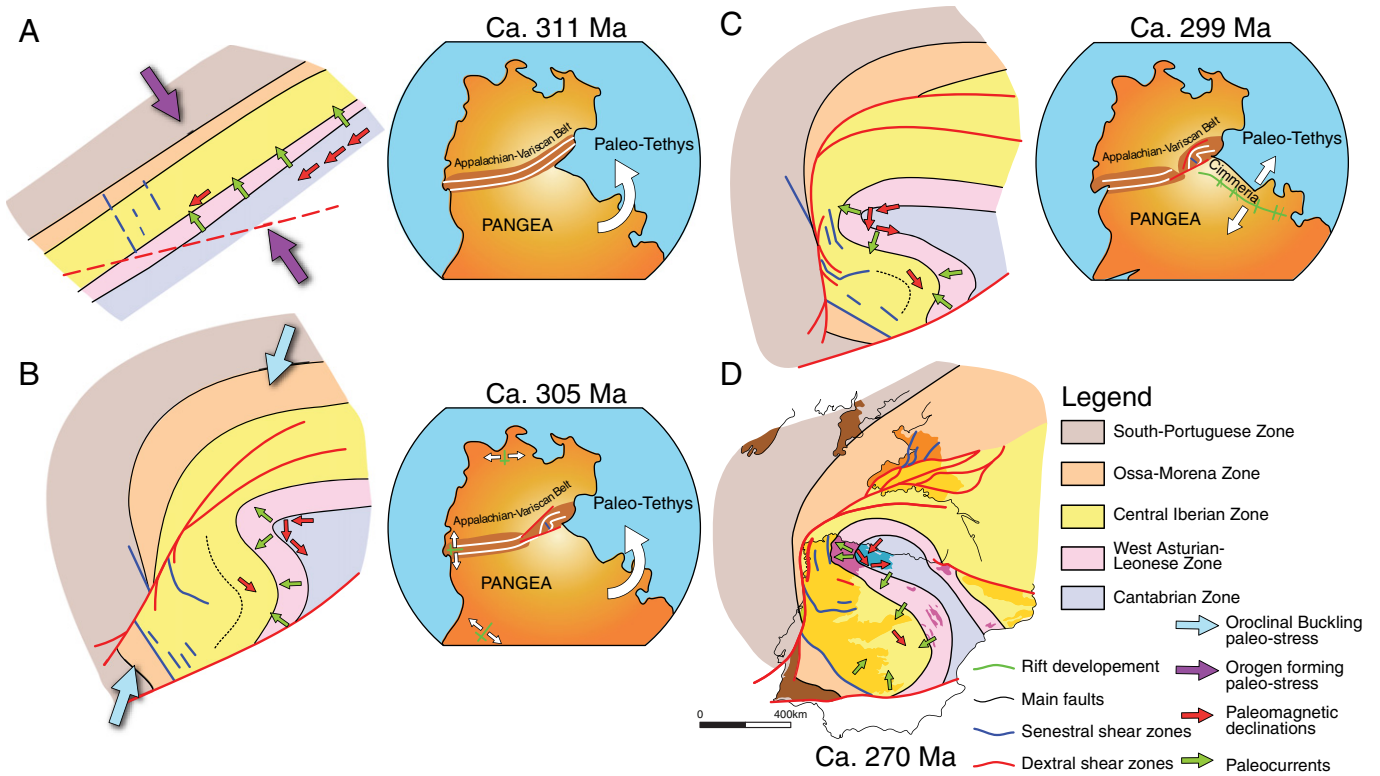 A
Ca. 311 Ma
Appalachian-Variscan Belt
Paleo-Tethys
PANGEA
B
Ca. 305 Ma
Appalachian-Variscan Belt
Paleo-Tethys
PANGEA
C
Ca. 299 Ma
Appalachian-Variscan Belt
Paleo-Tethys
Cimmeria
PANGEA
D
0
400km
Ca. 270 Ma
Legend
South-Portuguese Zone
Ossa-Morena Zone
Central Iberian Zone
West Asturian-
Leonese Zone
Cantabrian Zone
Rift developement
Main faults
Senestral shear zones
Dextral shear zones
Oroclinal Buckling
paleo-stress
Orogen forming
paleo-stress
Paleomagnetic
declinations
Paleocurrents